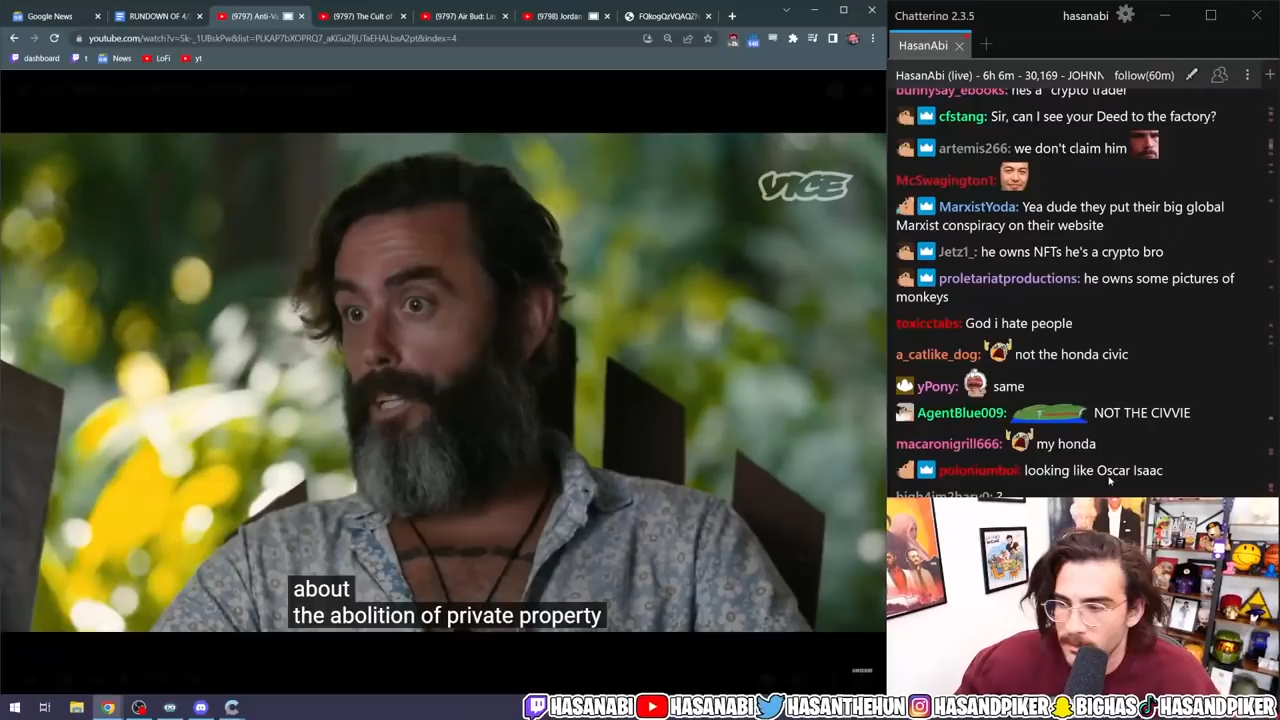 Google News
RUNDOWN OF 4/
(9797) Anti-Va
(9797) The Cult of
(9797) Air Bud: Las
(9798) Jordan
FQkogQzVQAQZN
youtube.com/watch?v=Sk-_1UBskPw&list=PLKAP7bXOPRQ7_aKGu2fjUTaEHALbsA2pt&index=4
dashboard
t
News
LoFi
yt
VICE
about
the abolition of private property
Chatterino 2.3.5
hasanabi
HasanAbi
HasanAbi (live) - 6h 6m - 30,169 - JOHNN
follow(60m)
bunnysay_ebooks: hes a "crypto trader"
cfstang: Sir, can I see your Deed to the factory?
artemis266: we don't claim him
McSwagington1:
MarxistYoda: Yea dude they put their big global
Marxist conspiracy on their website
Jetz1_: he owns NFTs he's a crypto bro
proletariatproductions: he owns some pictures of
monkeys
toxicctabs: God i hate people
a_catlike_dog: not the honda civic
yPony: same
AgentBlue009: NOT THE CIVVIE
macaronigrill666: my honda
poloniumboi: looking like Oscar Isaac
HASANABI
HASANABI
HASANTHEHUN
HASANDPIKER
BIGHAS
HASANDPIKER